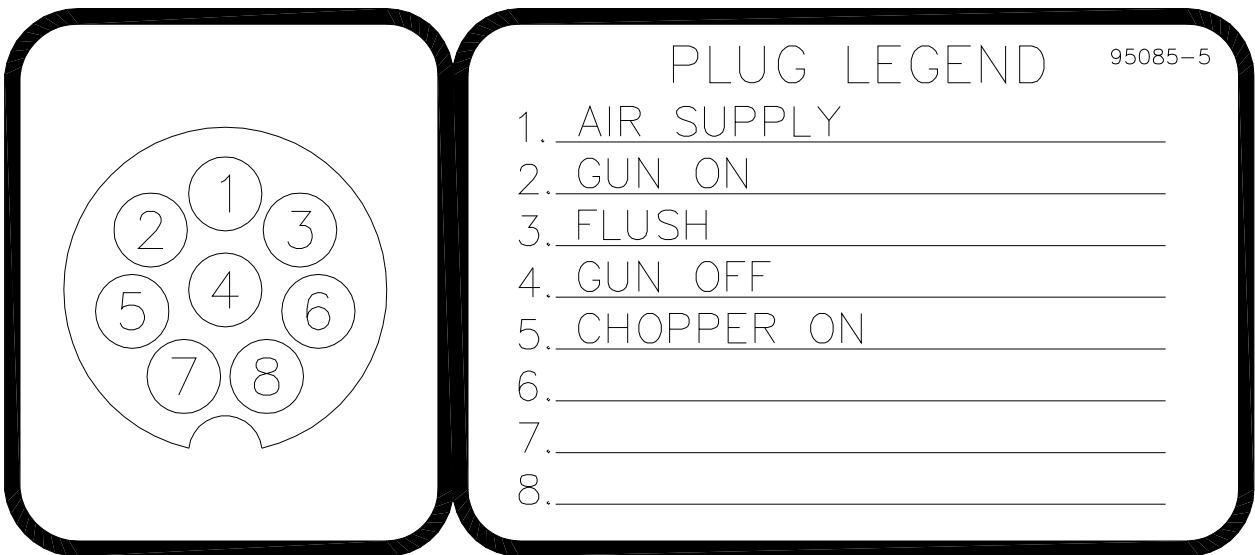 1
2 3
4
5 6
7 8
PLUG LEGEND 95085-5
1. AIR SUPPLY
2. GUN ON
3. FLUSH
4. GUN OFF
5. CHOPPER ON
6.
7.
8.